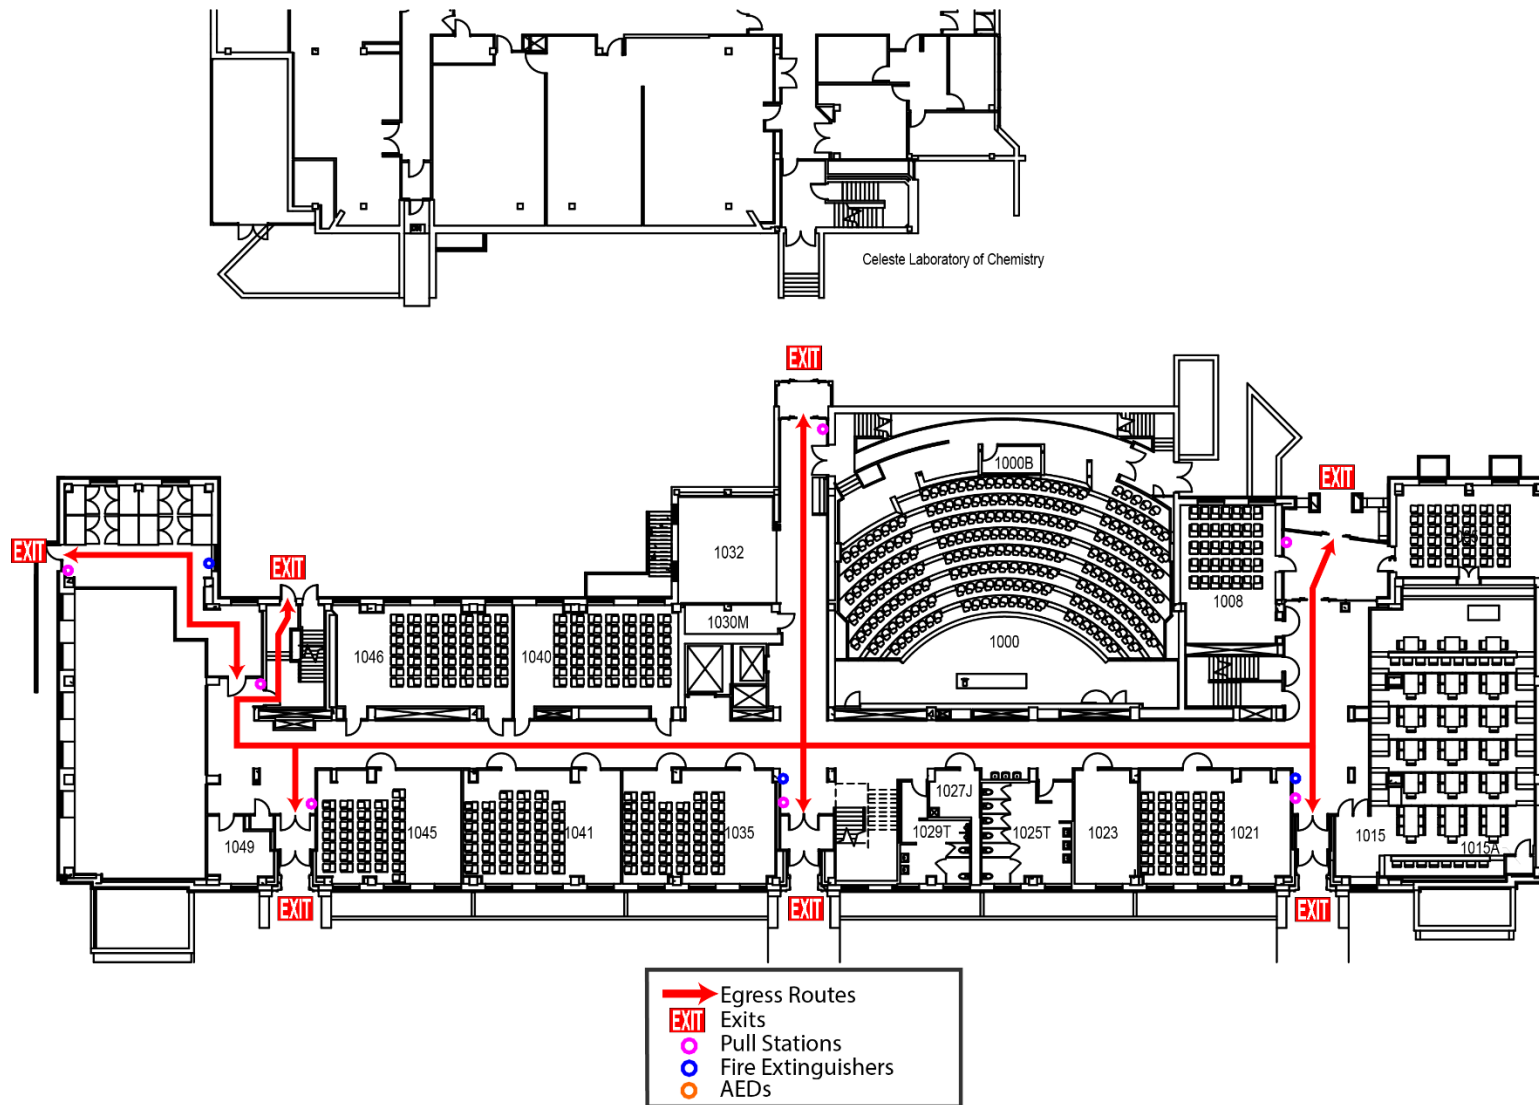 Celeste Laboratory of Chemistry
EXIT
EXIT
1000B
EXIT
EXIT
1032
1008
1030M
1046
1040
1000
1027J
1045
1041
1035
1029T
1025T
1023
1021
1015
1015A
1049
EXIT
EXIT
EXIT
Egress Routes
EXIT Exits
Pull Stations
Fire Extinguishers
AEDs